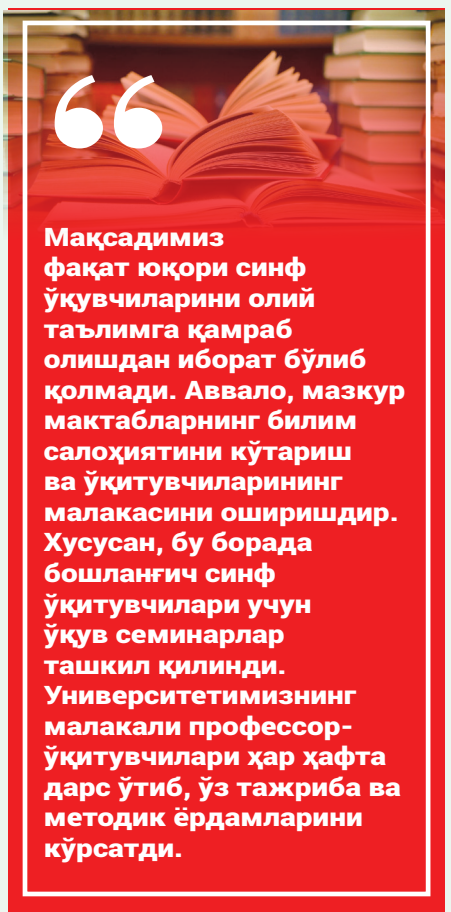 “
Мақсадимиз
фақат юқори синф
ўқувчиларини олий
таълимга қамраб
олишдан иборат бўлиб
қолмади. Аввало, мазкур
мактабларнинг билим
салоҳиятини кўтариш
ва ўқитувчиларининг
малакасини оширишдир.
Хусусан, бу борада
бошланғич синф
ўқитувчилари учун
ўқув семинарлар
ташкил қилинди.
Университетимизнинг
малакали профессор-
ўқитувчилари ҳар ҳафта
дарс ўтиб, ўз тажриба ва
методик ёрдамларини
кўрсатди.